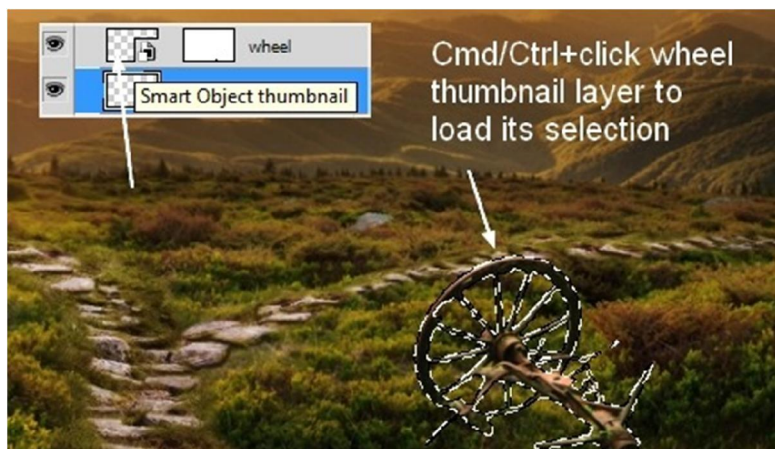 wheel
Smart Object thumbnail
Cmd/Ctrl+click wheel
thumbnail layer to
load its selection